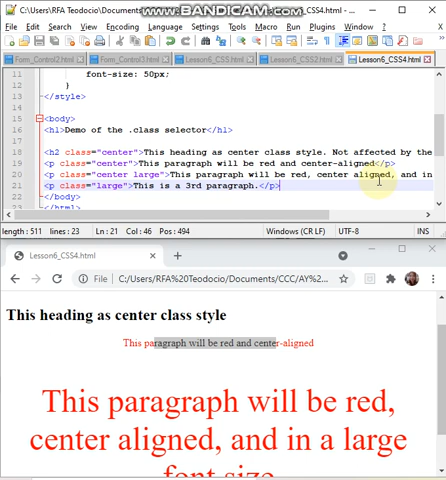 C:/Users/RFA Teodocio/
www.BANDICAM.com
File Edit Search View Encoding Language Settings Tools Macro Run Plugins Window ?
Form_Control2.html Form_Control3.html Lesson6_CSS2.html Lesson6_CSS4.html
11 font-size: 50px;
12 }
13 </style>
14
15 <body>
16 <h1>Demo of the .class selector</h1>
17
18 <h2 class="center">This heading as center class style. Not affected by the
19 <p class="center">This paragraph will be red and center-aligned</p>
20 <p class="center large">This paragraph will be red, center aligned, and in
21 <p class="large">This is a 3rd paragraph.</p>
22 </body>
23 </html>
length : 511 lines : 23 Ln : 21 Col : 46 Pos : 494 Windows (CR LF) UTF-8 INS
Lesson6_CSS4.html
File C:/Users/RFA%20Teodocio/CCC/AY%...
This heading as center class style
This paragraph will be red and center-aligned
This paragraph will be red,
center aligned, and in a large
font size